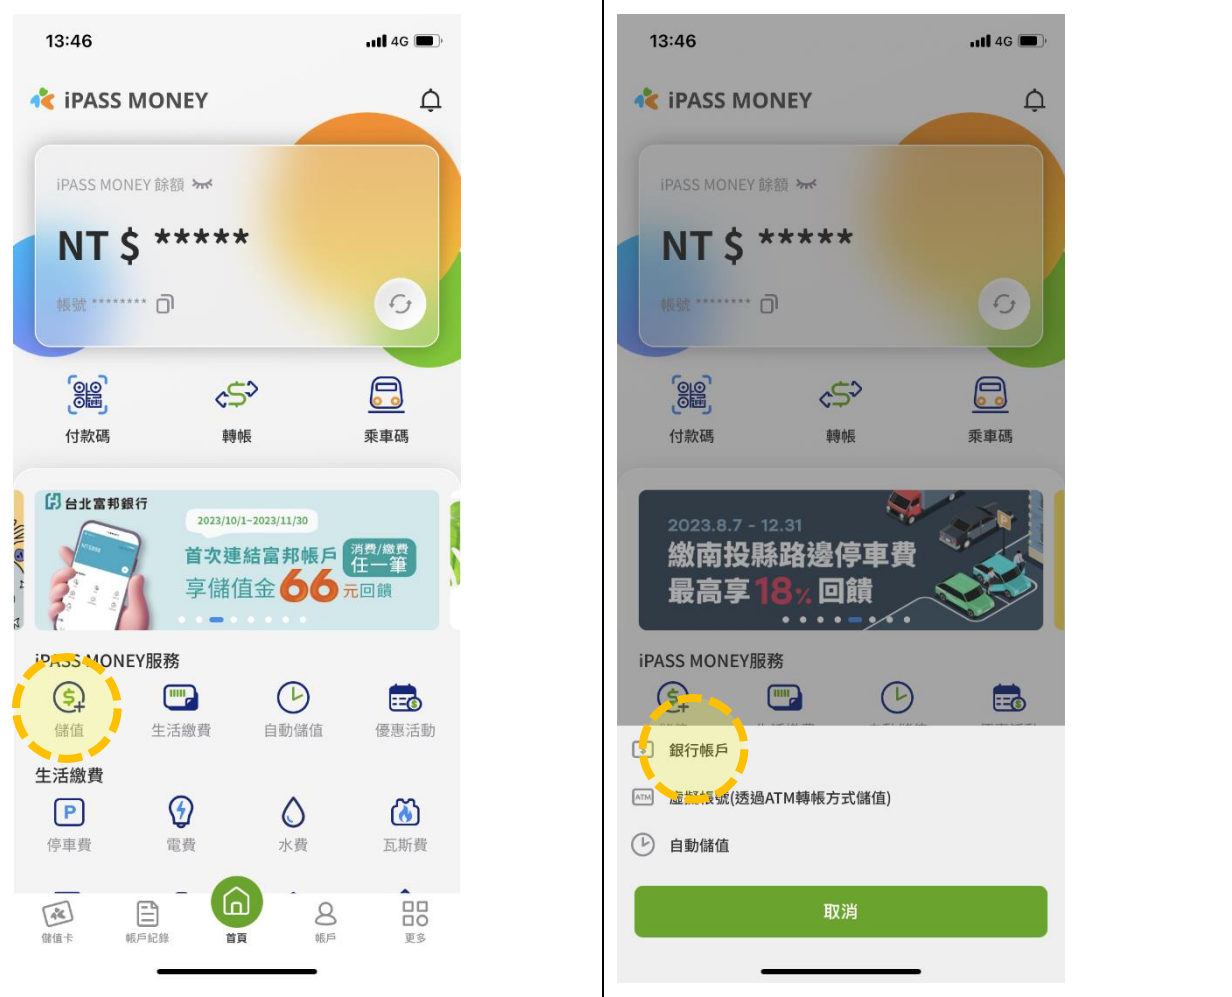 13:46
4G
iPASS MONEY
iPASS MONEY 餘額
NT $ *****
帳號 ********
付款碼
轉帳
乘車碼
台北富邦銀行
2023/10/1~2023/11/30
首次連結富邦帳戶
消費/繳費
任一筆
享儲值金66元回饋
iPASS MONEY服務
儲值
生活繳費
自動儲值
優惠活動
生活繳費
停車費
電費
水費
瓦斯費
儲值卡
帳戶紀錄
首頁
帳戶
更多
13:46
4G
iPASS MONEY
iPASS MONEY 餘額
NT $ *****
帳號 ********
付款碼
轉帳
乘車碼
2023.8.7 - 12.31
繳南投縣路邊停車費
最高享18%回饋
iPASS MONEY服務
銀行帳戶
ATM
虛擬帳號(透過ATM轉帳方式儲值)
自動儲值
取消